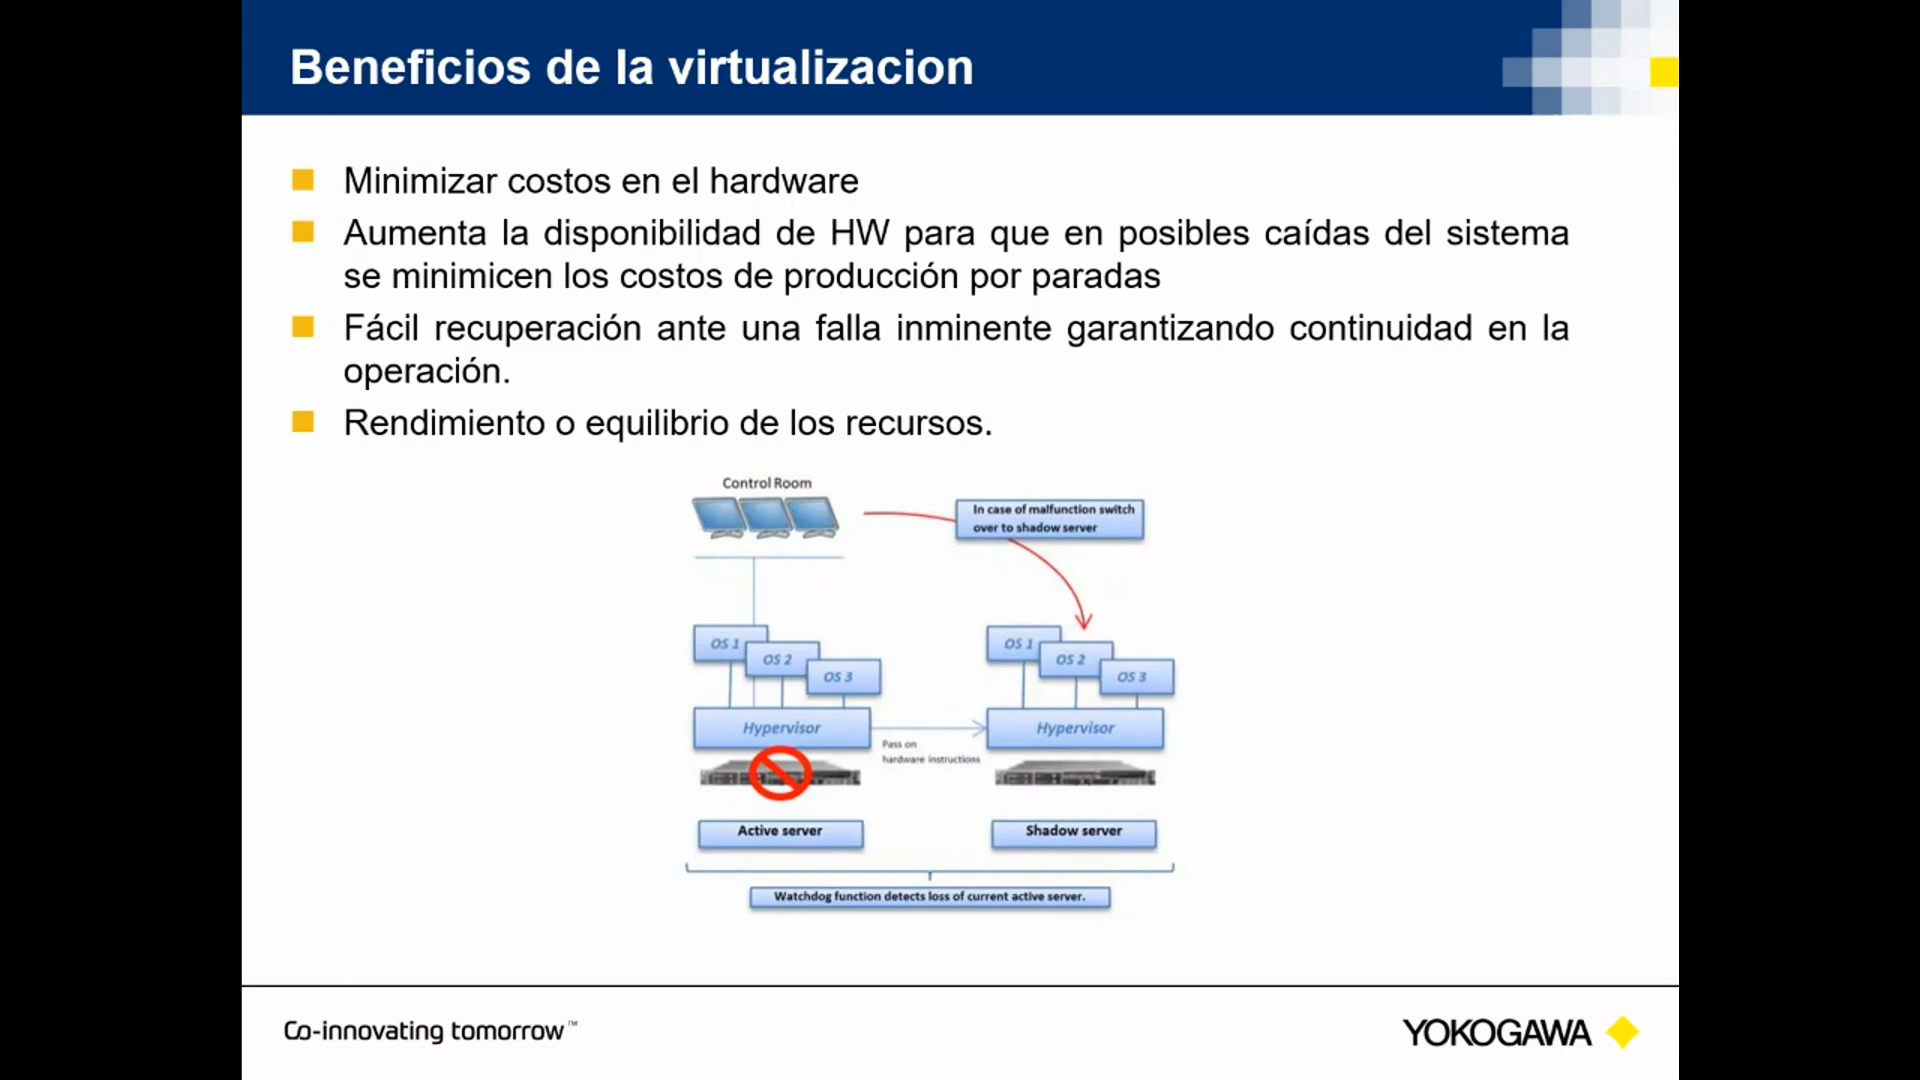 Beneficios de la virtualizacion
Minimizar costos en el hardware
Aumenta la disponibilidad de HW para que en posibles caídas del sistema
se minimicen los costos de producción por paradas
Fácil recuperación ante una falla inminente garantizando continuidad en la
operación.
Rendimiento o equilibrio de los recursos.
Control Room
In case of malfunction switch
over to shadow server
OS 1
OS 2
OS 3
OS 1
OS 2
OS 3
Hypervisor
Hypervisor
Pass on
hardware instructions
Active server
Shadow server
Watchdog function detects loss of current active server.
Co-innovating tomorrow™
YOKOGAWA